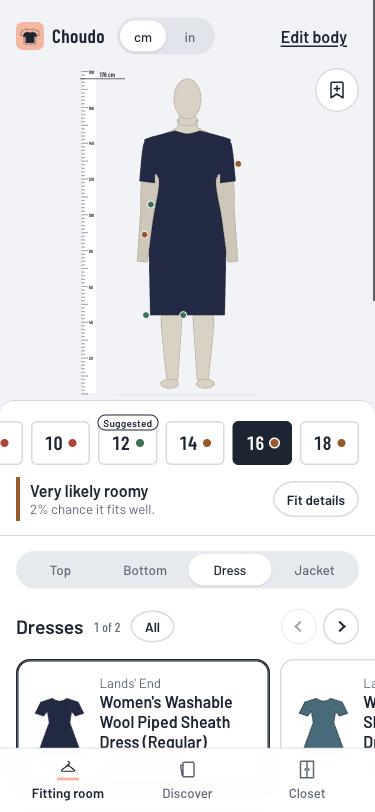 Choudo
cm
in
Edit body
176 cm
Suggested
10
12
14
16
18
Very likely roomy
2% chance it fits well.
Fit details
Top
Bottom
Dress
Jacket
Dresses
1 of 2
All
Lands' End
Women's Washable
Wool Piped Sheath
Dress (Regular)
La
W
S
D
Fitting room
Discover
Closet